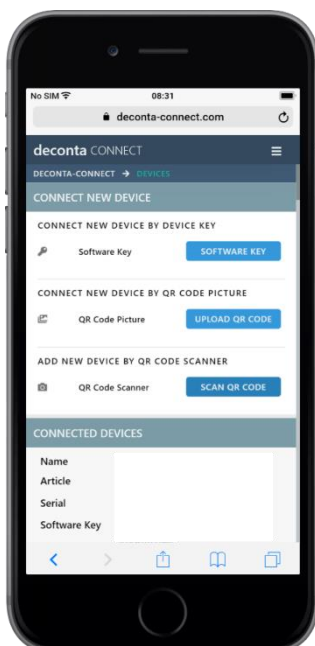 No SIM 08:31
deconta-connect.com
deconta CONNECT
DECONTA-CONNECT → DEVICES
CONNECT NEW DEVICE
CONNECT NEW DEVICE BY DEVICE KEY
Software Key SOFTWARE KEY
CONNECT NEW DEVICE BY QR CODE PICTURE
QR Code Picture UPLOAD QR CODE
ADD NEW DEVICE BY QR CODE SCANNER
QR Code Scanner SCAN QR CODE
CONNECTED DEVICES
Name
Article
Serial
Software Key